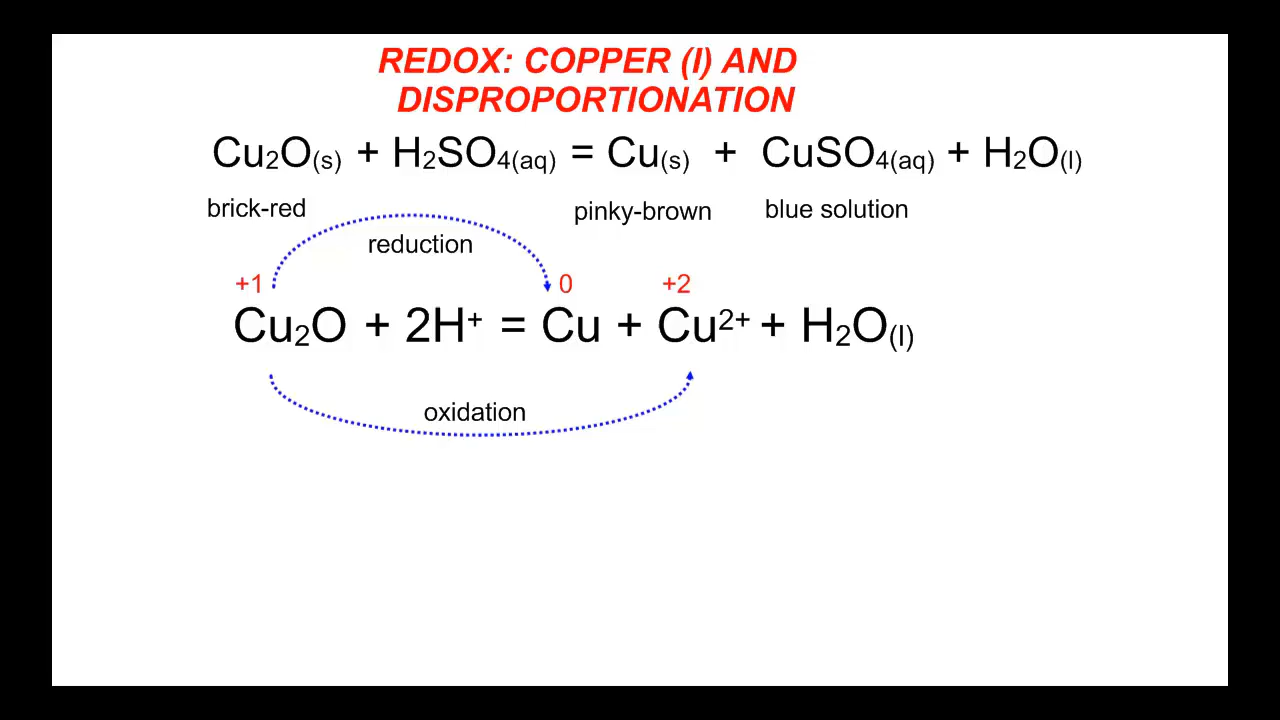 REDOX: COPPER (I) AND
DISPROPORTIONATION
Cu₂O(s) + H₂SO₄(aq) = Cu(s) + CuSO₄(aq) + H₂O(l)
brick-red pinky-brown blue solution
reduction
+1 0 +2
Cu₂O + 2H⁺ = Cu + Cu²⁺ + H₂O(l)
oxidation